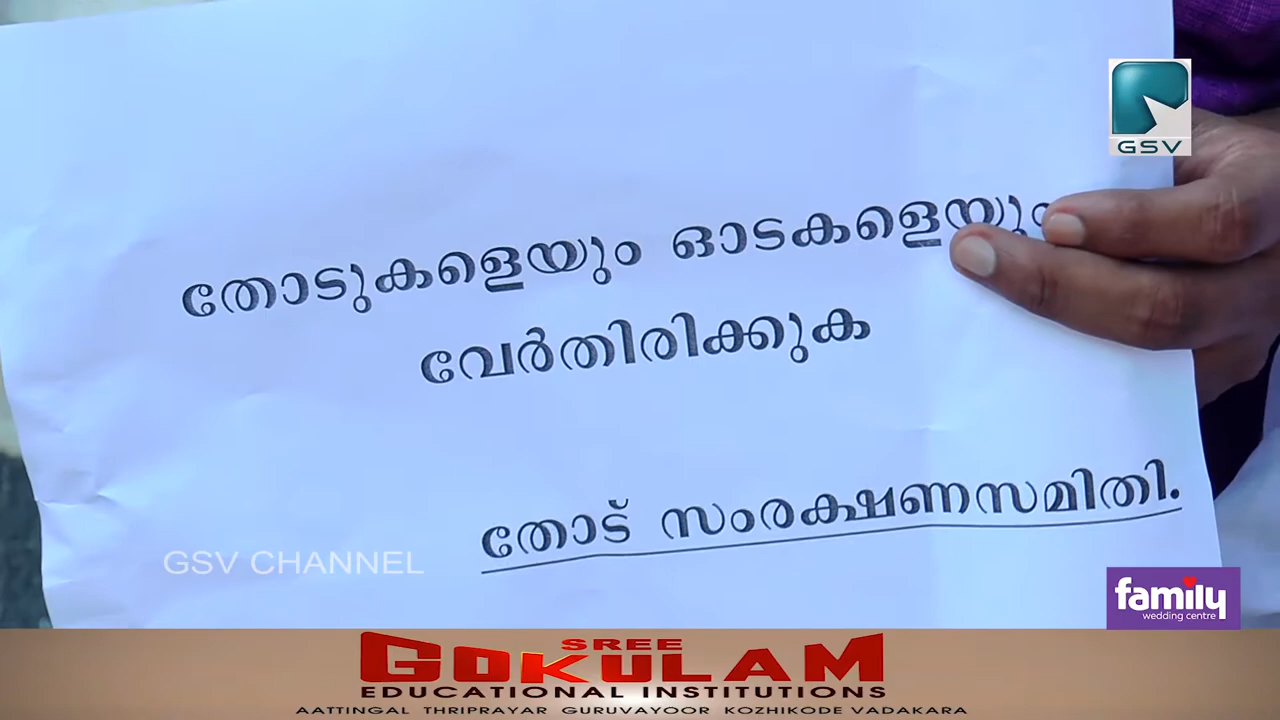 GSV
തോടുകളെയും ഓടകളെയും
വേർതിരിക്കുക
തോട് സംരക്ഷണസമിതി.
GSV CHANNEL
family
wedding centre
SREE
GOKULAM
EDUCATIONAL INSTITUTIONS
AATTINGAL THRIPRAYAR GURUVAYOOR KOZHIKODE VADAKARA